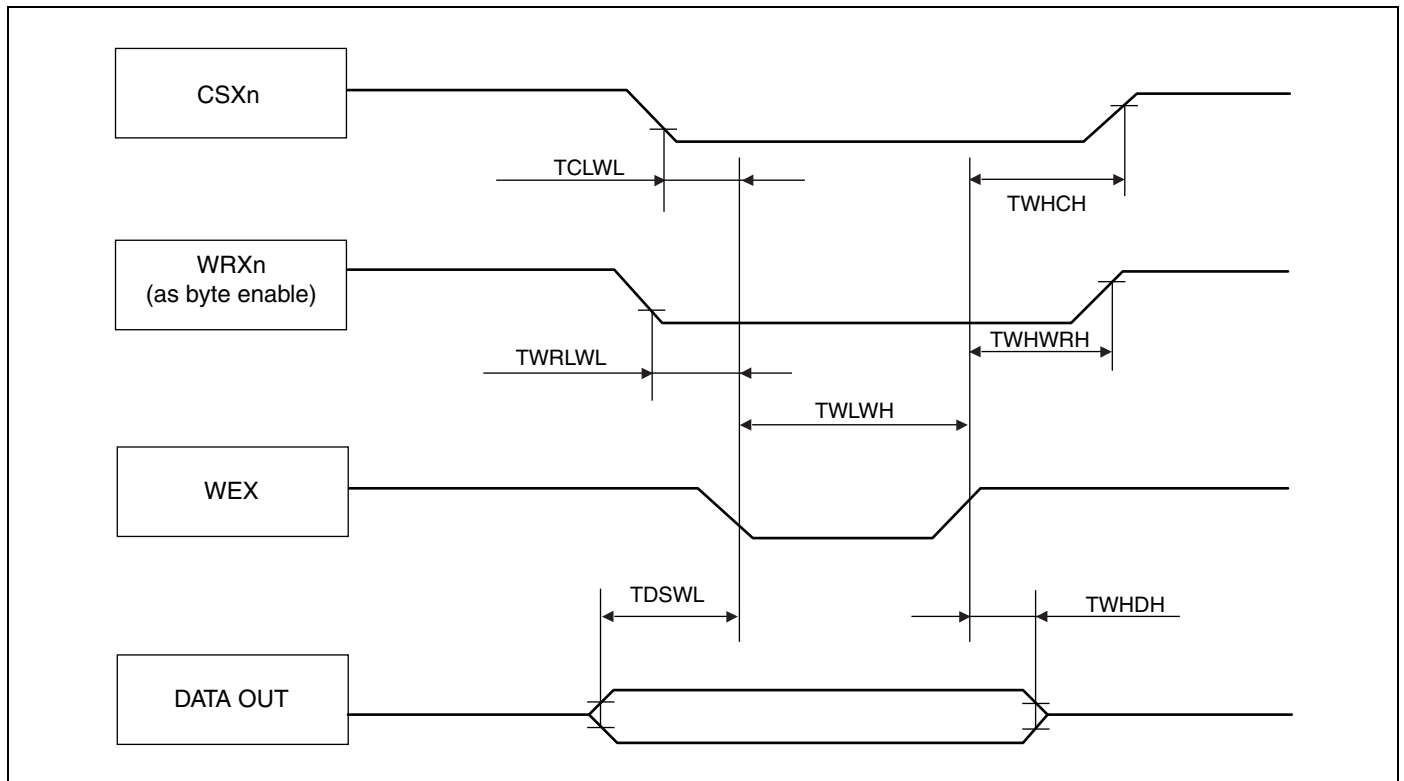 CSXn
TCLWL
TWHCH
WRXn
(as byte enable)
TWHWRH
TWRLWL
TWLWH
WEX
TDSWL
TWHDH
DATA OUT